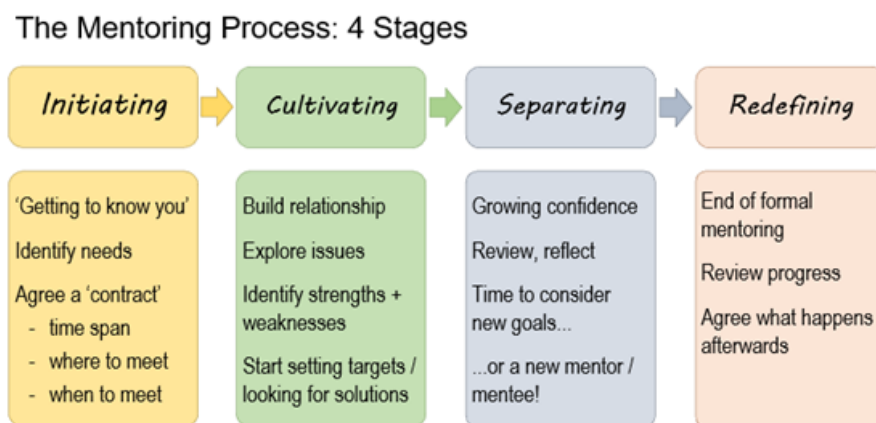 The Mentoring Process: 4 Stages
Initiating
Cultivating
Separating
Redefining
‘Getting to know you’
Identify needs
Agree a ‘contract’
- time span
- where to meet
- when to meet
Build relationship
Explore issues
Identify strengths +
weaknesses
Start setting targets /
looking for solutions
Growing confidence
Review, reflect
Time to consider
new goals...
...or a new mentor /
mentee!
End of formal
mentoring
Review progress
Agree what happens
afterwards